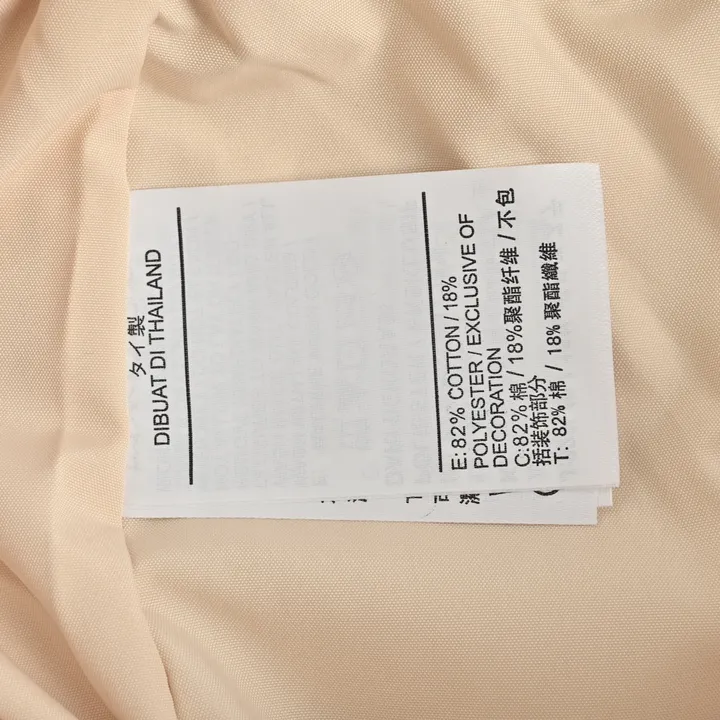 タイ製
DIBUAT DI THAILAND
E: 82% COTTON / 18%
POLYESTER / EXCLUSIVE OF
DECORATION
C:82% 棉 / 18%聚酯纤维 / 不包
括装饰部分
T: 82% 棉 / 18% 聚酯纖維